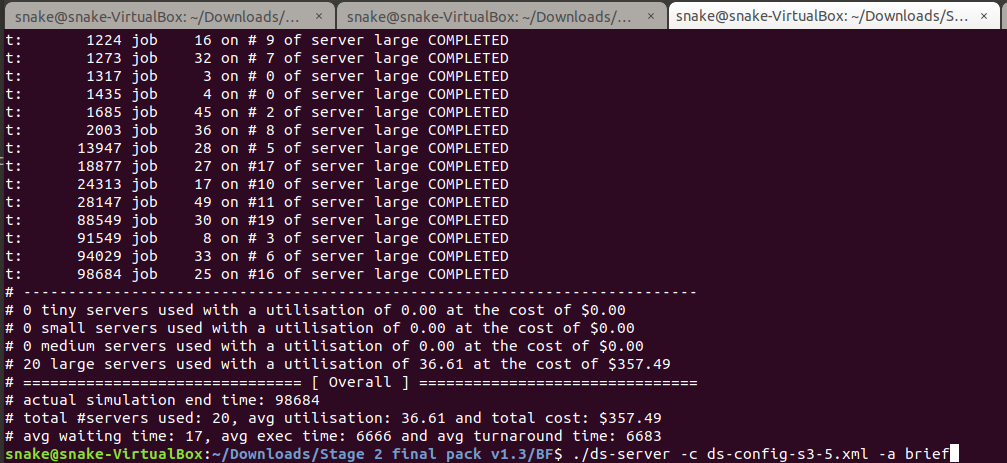 snake@snake-VirtualBox: ~/Downloads/... × snake@snake-VirtualBox: ~/Downloads/... × snake@snake-VirtualBox: ~/Downloads/S... ×
t: 1224 job 16 on # 9 of server large COMPLETED
t: 1273 job 32 on # 7 of server large COMPLETED
t: 1317 job 3 on # 0 of server large COMPLETED
t: 1435 job 4 on # 0 of server large COMPLETED
t: 1685 job 45 on # 2 of server large COMPLETED
t: 2003 job 36 on # 8 of server large COMPLETED
t: 13947 job 28 on # 5 of server large COMPLETED
t: 18877 job 27 on #17 of server large COMPLETED
t: 24313 job 17 on #10 of server large COMPLETED
t: 28147 job 49 on #11 of server large COMPLETED
t: 88549 job 30 on #19 of server large COMPLETED
t: 91549 job 8 on # 3 of server large COMPLETED
t: 94029 job 33 on # 6 of server large COMPLETED
t: 98684 job 25 on #16 of server large COMPLETED
# ---------------------------------------------------------------------------
# 0 tiny servers used with a utilisation of 0.00 at the cost of $0.00
# 0 small servers used with a utilisation of 0.00 at the cost of $0.00
# 0 medium servers used with a utilisation of 0.00 at the cost of $0.00
# 20 large servers used with a utilisation of 36.61 at the cost of $357.49
# =============================== [ Overall ] ===============================
# actual simulation end time: 98684
# total #servers used: 20, avg utilisation: 36.61 and total cost: $357.49
# avg waiting time: 17, avg exec time: 6666 and avg turnaround time: 6683
snake@snake-VirtualBox:~/Downloads/Stage 2 final pack v1.3/BF$ ./ds-server -c ds-config-s3-5.xml -a brief